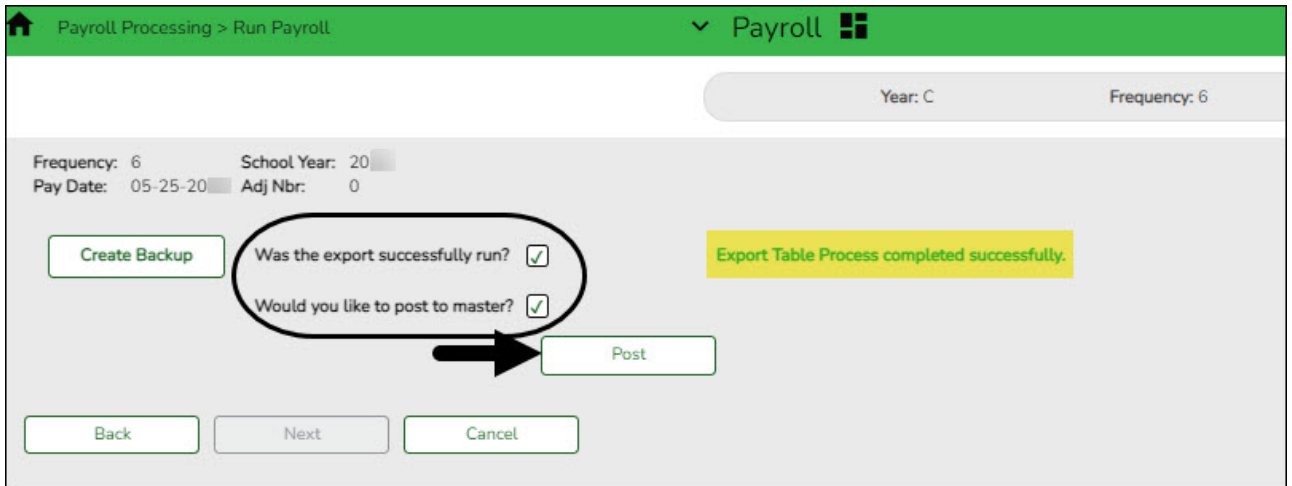 Payroll Processing > Run Payroll
Payroll
Year: C Frequency: 6
Frequency: 6 School Year: 20
Pay Date: 05-25-20 Adj Nbr: 0
Create Backup Was the export successfully run? Export Table Process completed successfully.
Would you like to post to master?
Post
Back Next Cancel